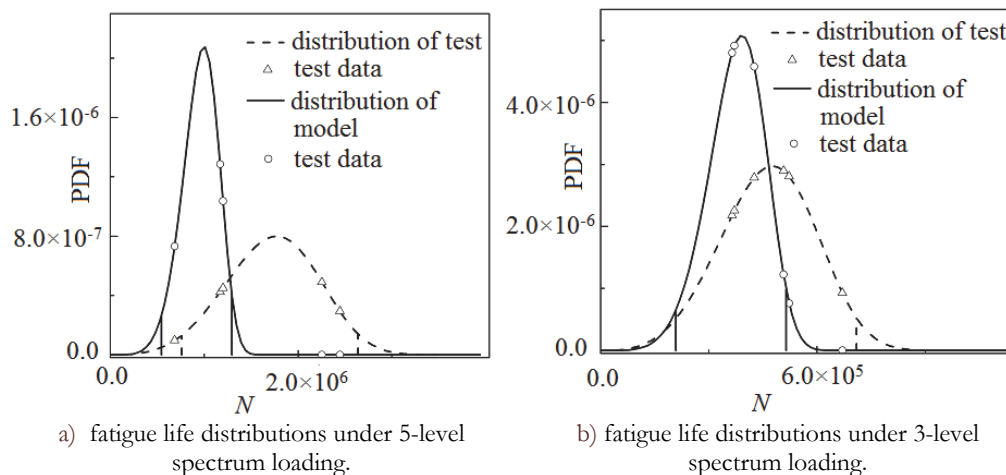 distribution of test
test data
distribution of
model
test data
1.6×10⁻⁶
8.0×10⁻⁷
0.0
PDF
0.0
2.0×10⁶
N
a) fatigue life distributions under 5-level
spectrum loading.
distribution of test
test data
distribution of
model
test data
4.0×10⁻⁶
2.0×10⁻⁶
0.0
PDF
0.0
6.0×10⁵
N
b) fatigue life distributions under 3-level
spectrum loading.